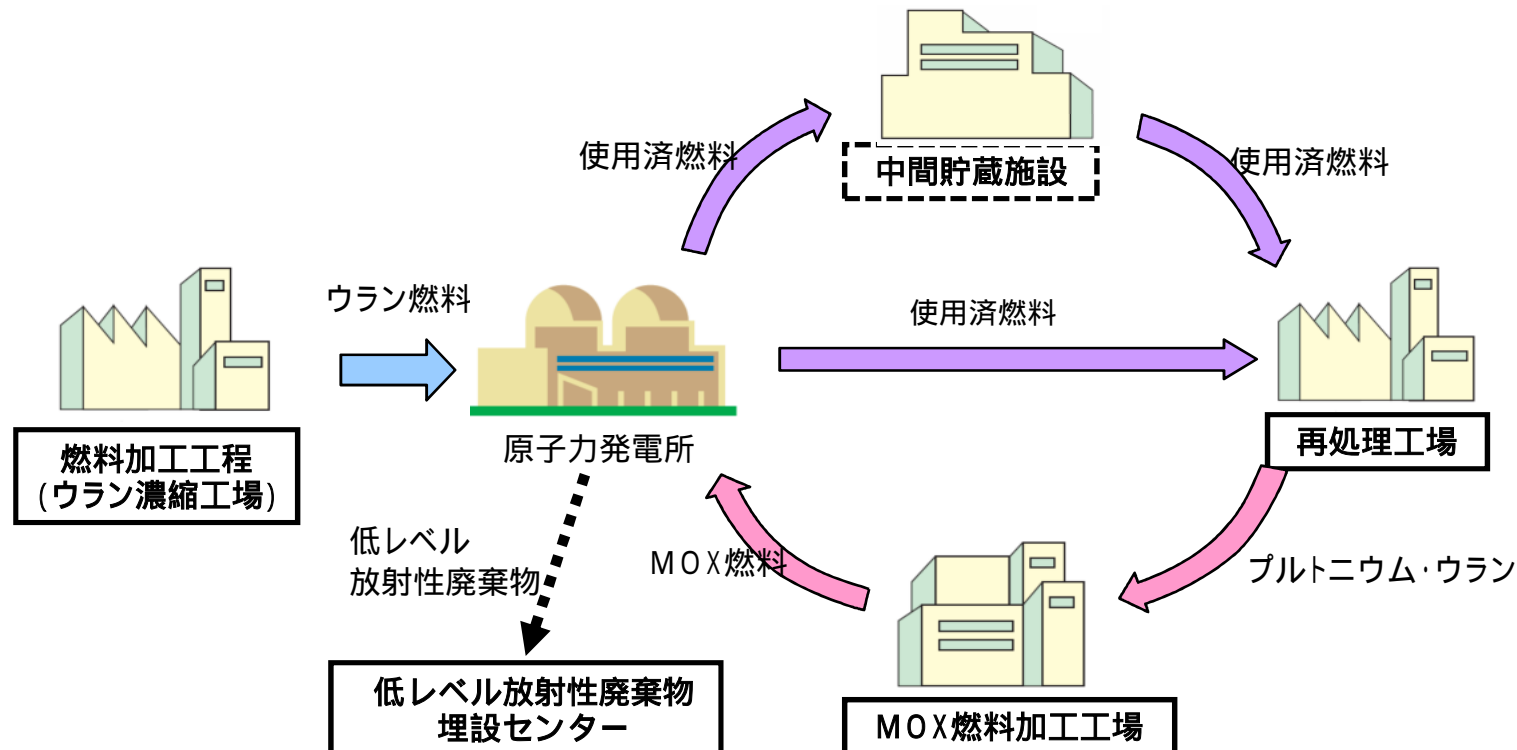 使用済燃料
中間貯蔵施設
使用済燃料
ウラン燃料
使用済燃料
燃料加工工程
(ウラン濃縮工場)
原子力発電所
再処理工場
低レベル
放射性廃棄物
MOX燃料
プルトニウム・ウラン
低レベル放射性廃棄物
埋設センター
MOX燃料加工工場